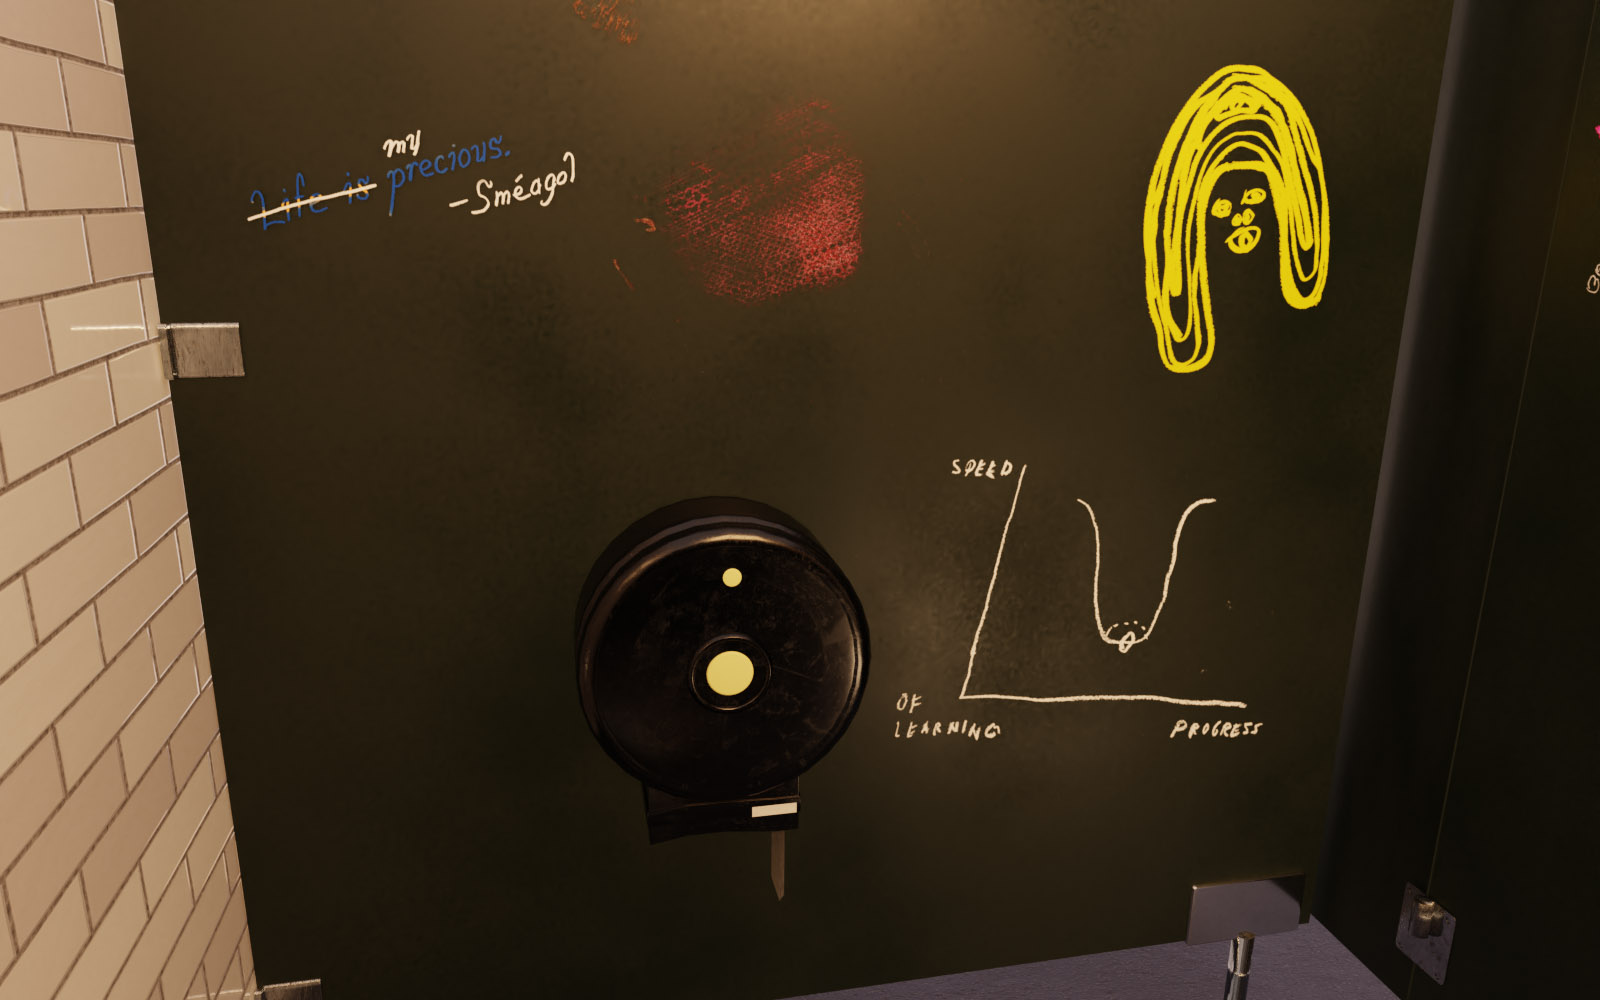 my
Life is precious.
-Sméagol
SPEED
OF
LEARNING
PROGRESS